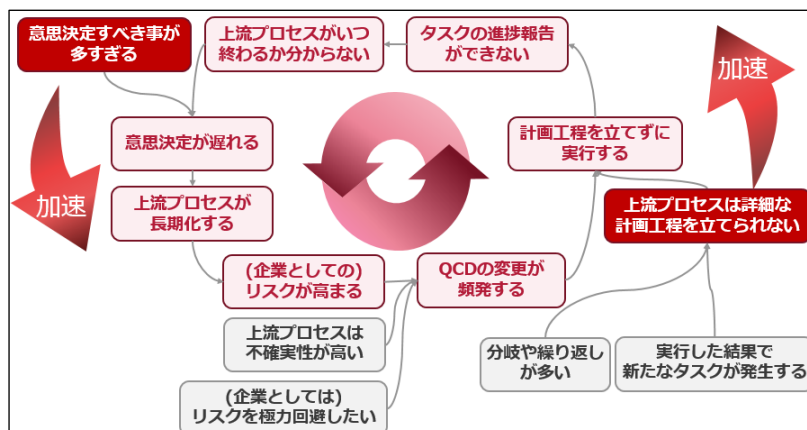 意思決定すべき事が
多すぎる
上流プロセスがいつ
終わるか分からない
タスクの進捗報告
ができない
加速
意思決定が遅れる
計画工程を立てずに
実行する
加速
上流プロセスが
長期化する
上流プロセスは詳細な
計画工程を立てられない
(企業としての)
リスクが高まる
QCDの変更が
頻発する
上流プロセスは
不確実性が高い
分岐や繰り返し
が多い
実行した結果で
新たなタスクが発生する
(企業としては)
リスクを極力回避したい